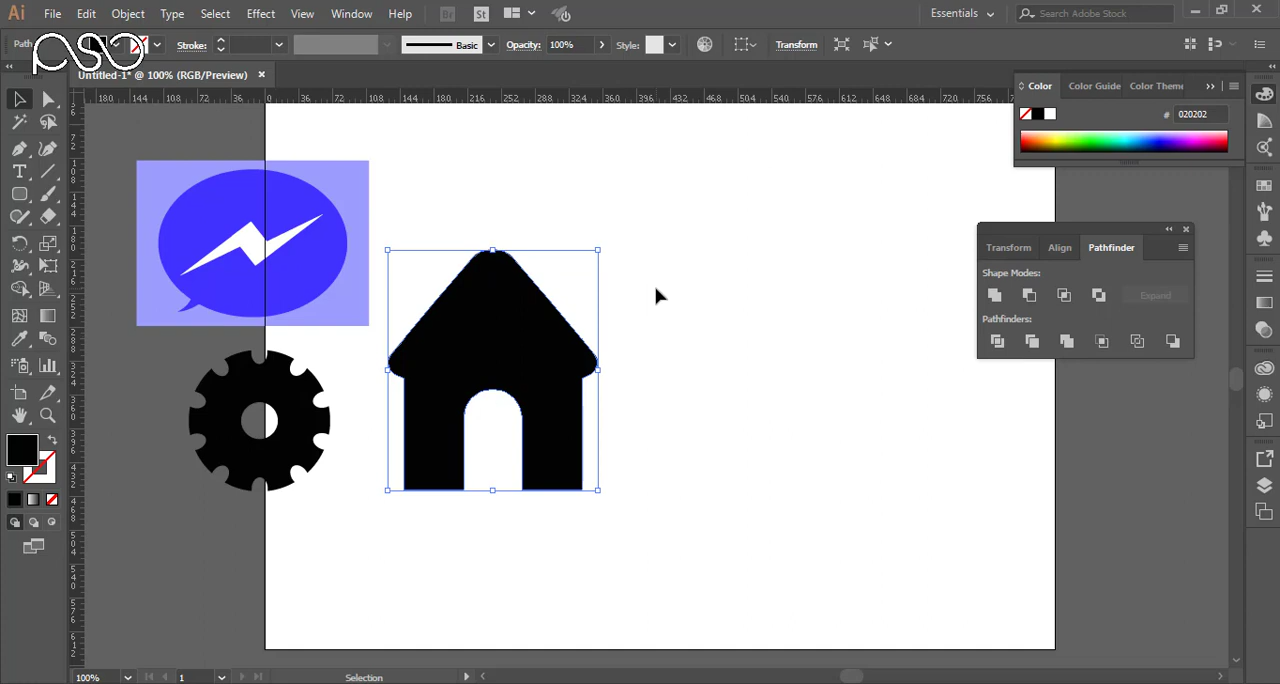 Ai File Edit Object Type Select Effect View Window Help Br St Essentials Search Adobe Stock
Path Stroke: Basic Opacity: 100% Style: Transform
PSD
Untitled-1* @ 100% (RGB/Preview)
180 144 108 72 36 0 36 72 108 144 180 216 252 288 324 360 396 432 468 504 540 576 612 648 684 720 756
Color Color Guide Color Theme
# 020202
Transform Align Pathfinder
Shape Modes:
Expand
Pathfinders:
100% 1 Selection